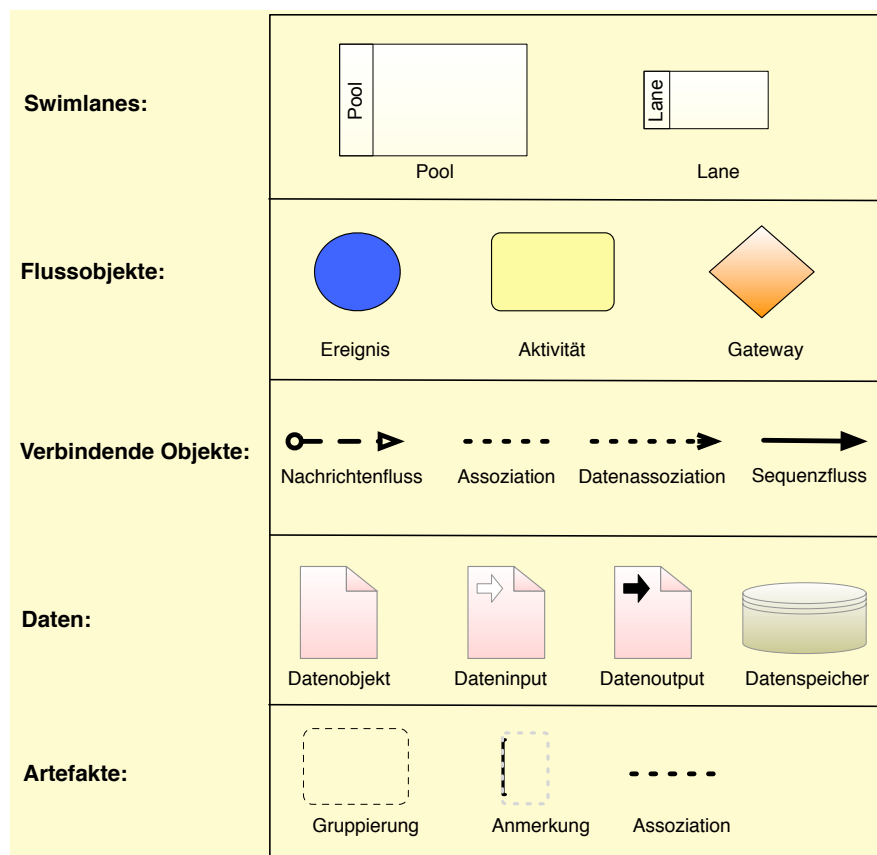 Swimlanes:
Pool
Lane
Pool
Lane
Flussobjekte:
Ereignis
Aktivität
Gateway
Verbindende Objekte:
Nachrichtenfluss
Assoziation
Datenassoziation
Sequenzfluss
Daten:
Datenobjekt
Dateninput
Datenoutput
Datenspeicher
Artefakte:
Gruppierung
Anmerkung
Assoziation